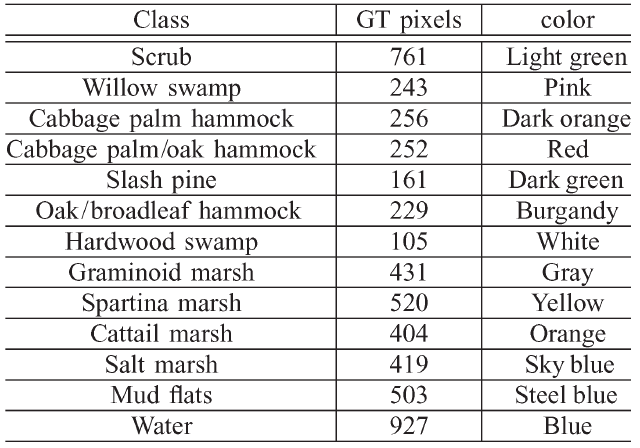 Class GT pixels color
Scrub 761 Light green
Willow swamp 243 Pink
Cabbage palm hammock 256 Dark orange
Cabbage palm/oak hammock 252 Red
Slash pine 161 Dark green
Oak/broadleaf hammock 229 Burgandy
Hardwood swamp 105 White
Graminoid marsh 431 Gray
Spartina marsh 520 Yellow
Cattail marsh 404 Orange
Salt marsh 419 Sky blue
Mud flats 503 Steel blue
Water 927 Blue